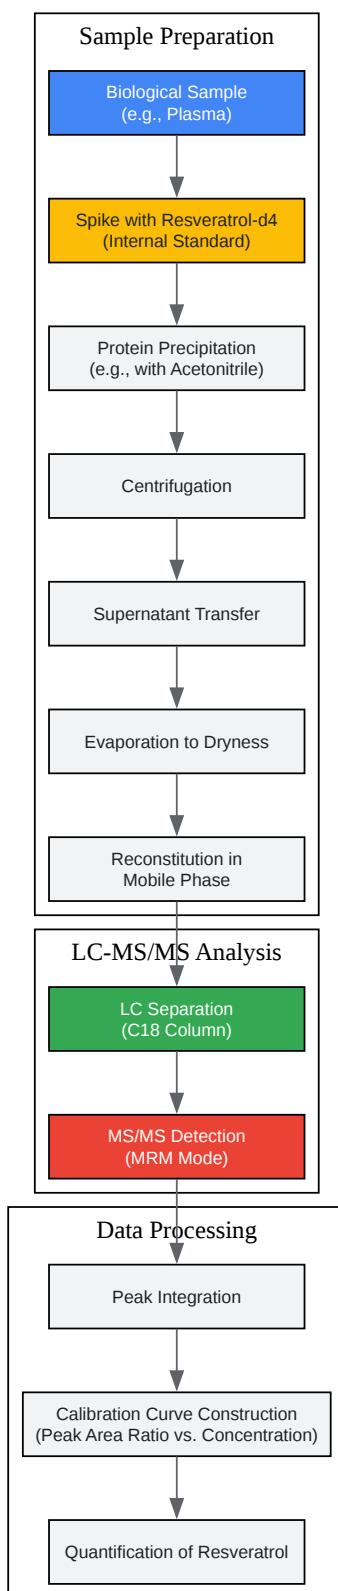 Sample Preparation
Biological Sample
(e.g., Plasma)
Spike with Resveratrol-d4
(Internal Standard)
Protein Precipitation
(e.g., with Acetonitrile)
Centrifugation
Supernatant Transfer
Evaporation to Dryness
Reconstitution in
Mobile Phase
LC-MS/MS Analysis
LC Separation
(C18 Column)
MS/MS Detection
(MRM Mode)
Data Processing
Peak Integration
Calibration Curve Construction
(Peak Area Ratio vs. Concentration)
Quantification of Resveratrol